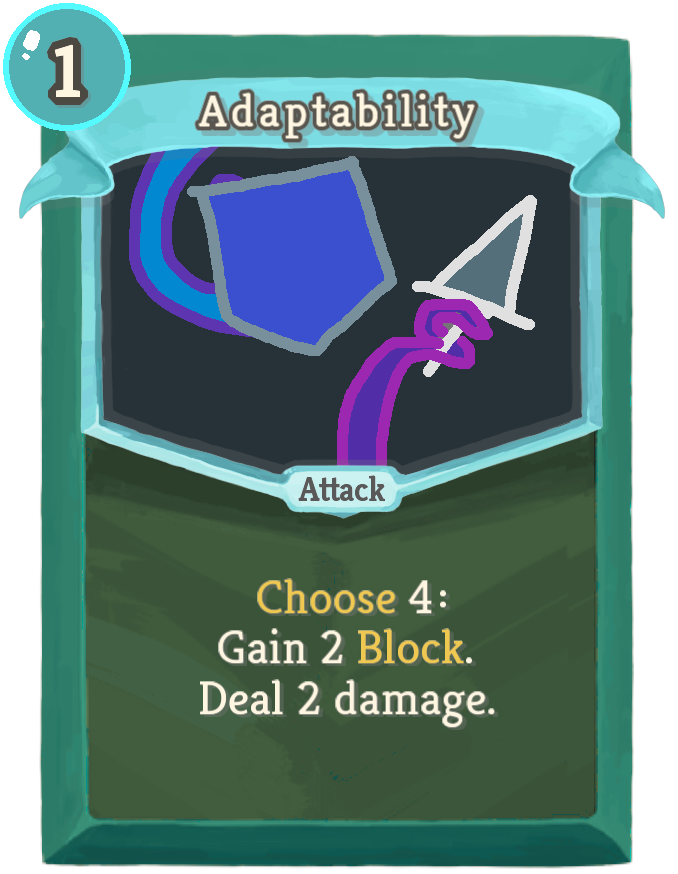 1
Adaptability
Attack
Choose 4:
Gain 2 Block.
Deal 2 damage.